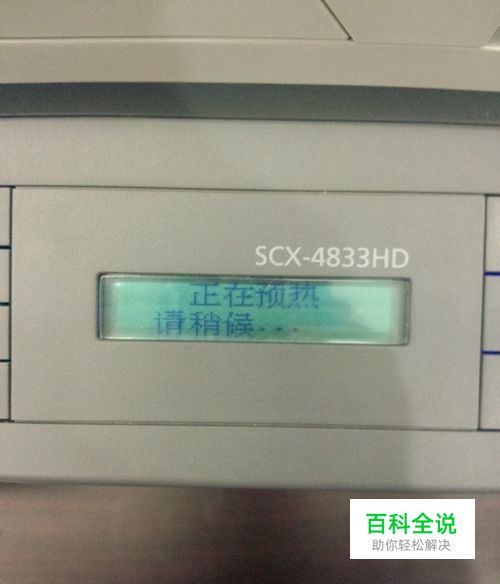 SCX-4833HD
正在预热
请稍候...
百科全说
助你轻松解决